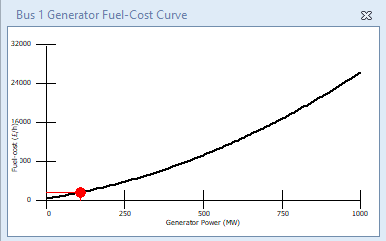 Bus 1 Generator Fuel-Cost Curve
32000
24000
16000
8000
0
Fuel-cost (£/h)
0 250 500 750 1000
Generator Power (MW)